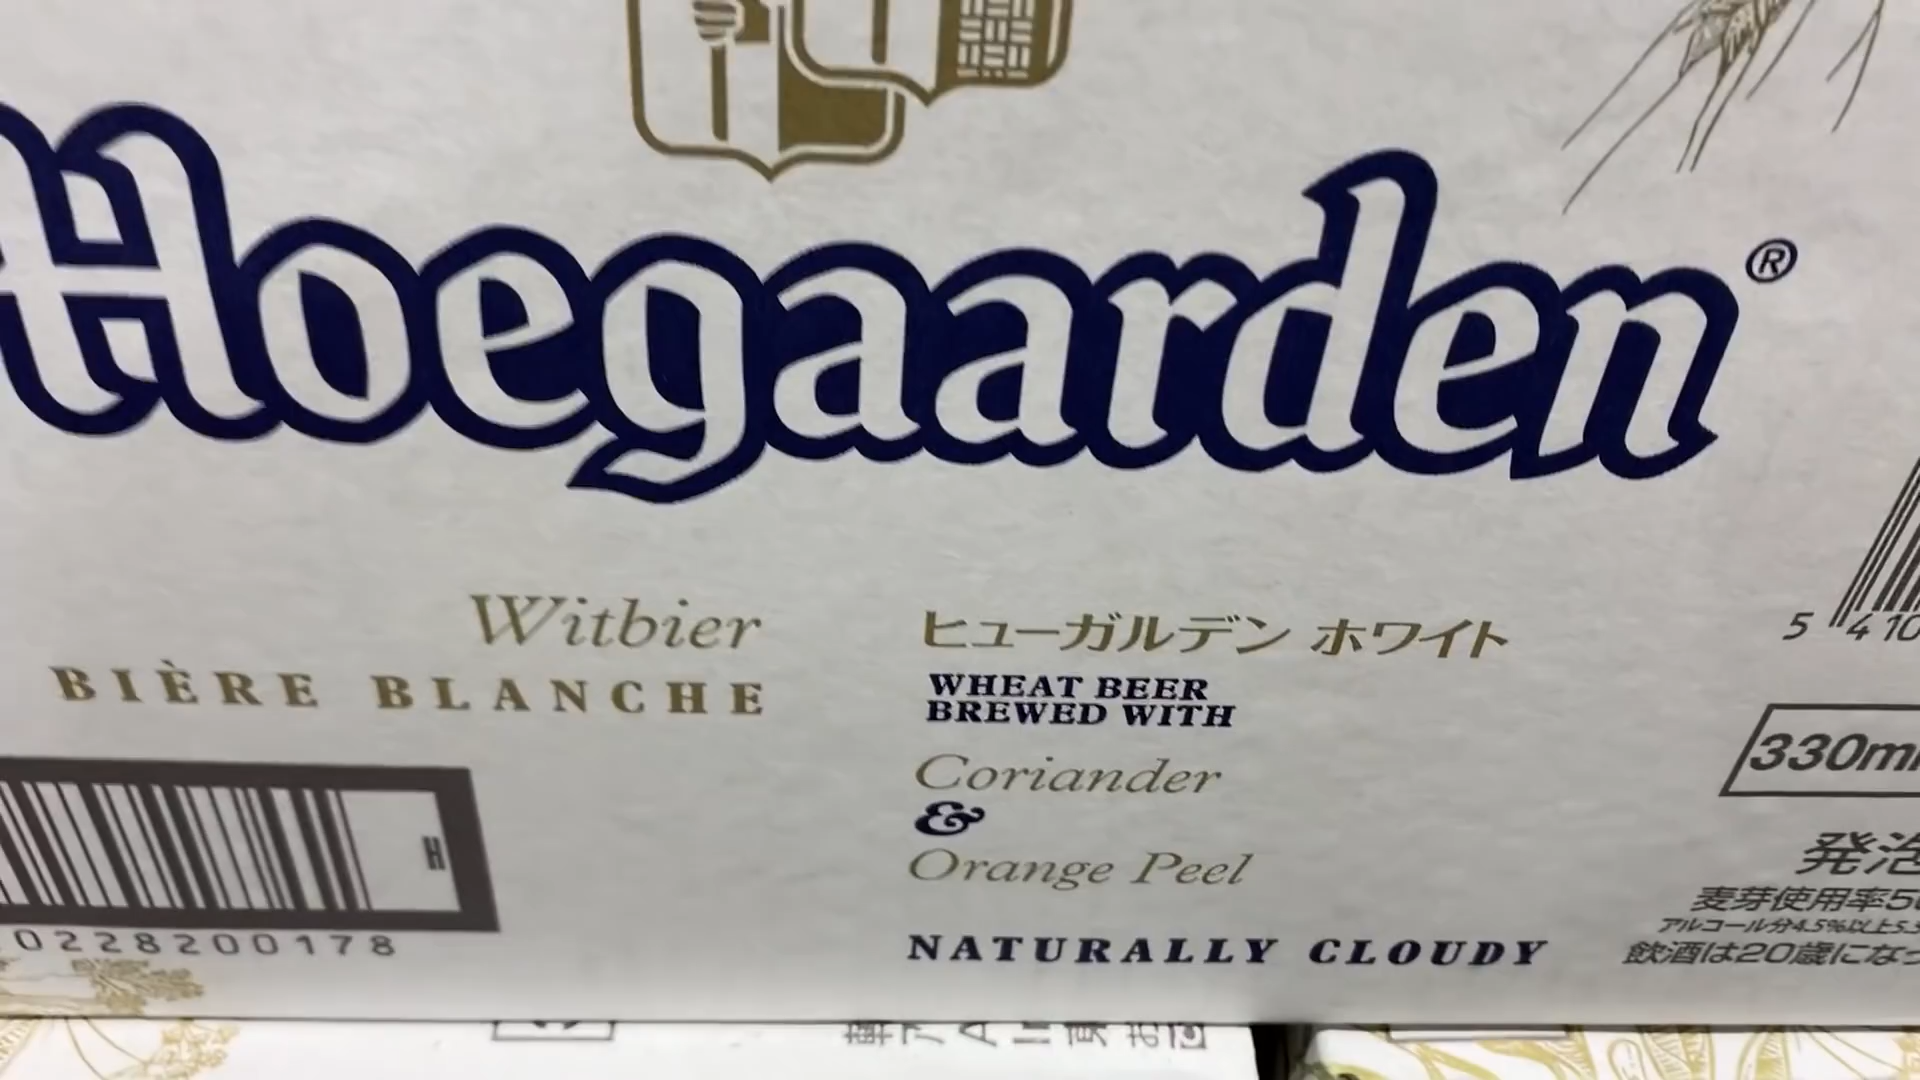 Hoegaarden®
Witbier
BIÈRE BLANCHE
ヒューガルデン ホワイト
WHEAT BEER
BREWED WITH
Coriander
&
Orange Peel
NATURALLY CLOUDY
H
0228200178
5 410
330m
発泡
麦芽使用率5
アルコール分4.5%以上5.5
飲酒は20歳になっ